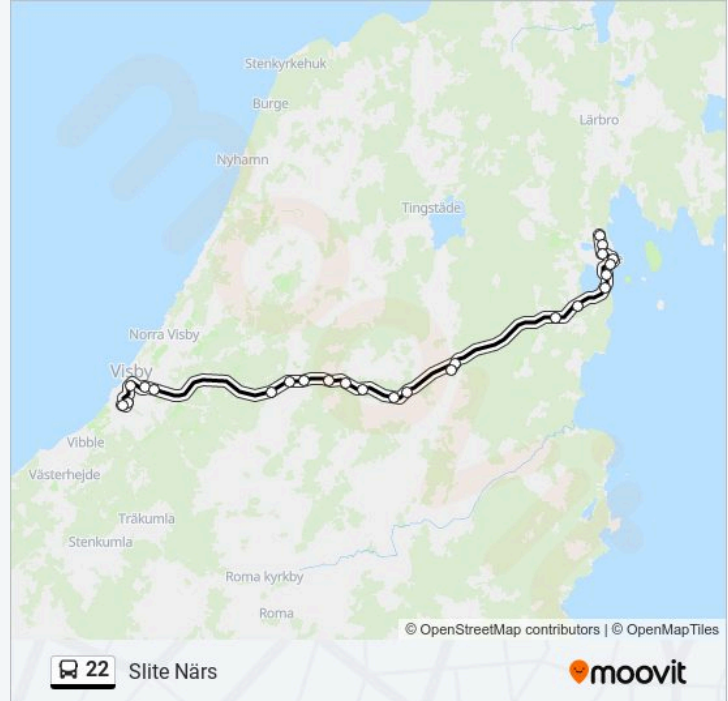 Stenkyrkehuk
Burge
Lärbro
Nyhamn
Tingstäde
Norra Visby
Visby
Vibble
Västerhejde
Träkumla
Stenkumla
Roma kyrkby
Roma
© OpenStreetMap contributors | © OpenMapTiles
22 Slite Närs
moovit